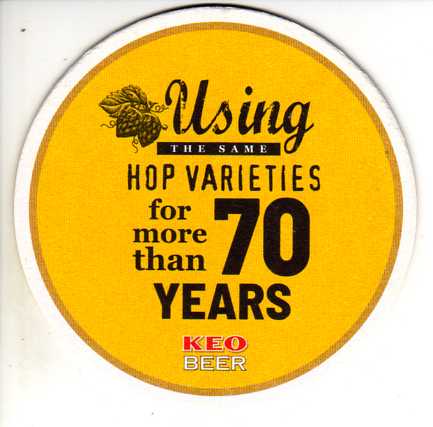 Using
THE SAME
HOP VARIETIES
for
more
than
70
YEARS
KEO
BEER